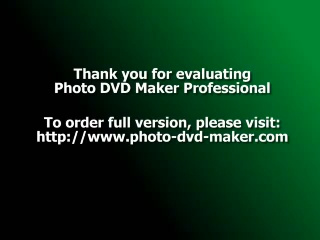 Thank you for evaluating
Photo DVD Maker Professional
To order full version, please visit:
http://www.photo-dvd-maker.com